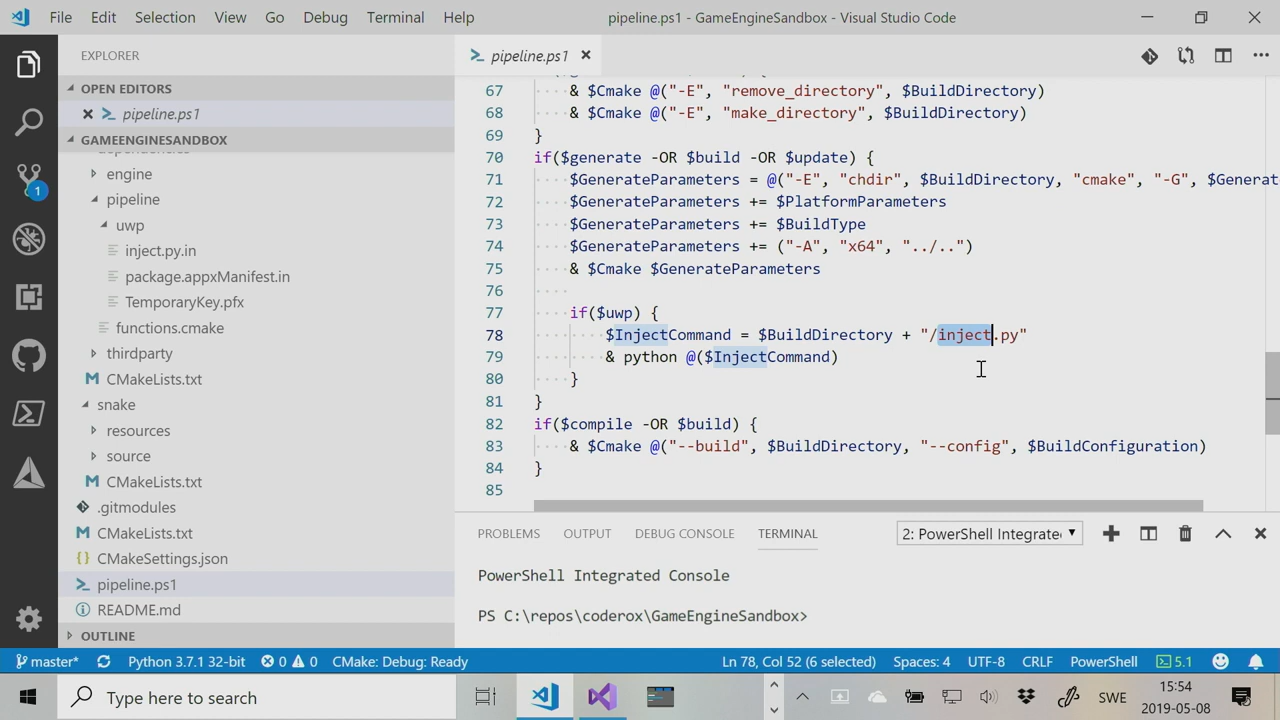 File Edit Selection View Go Debug Terminal Help pipeline.ps1 - GameEngineSandbox - Visual Studio Code
EXPLORER
OPEN EDITORS
pipeline.ps1
GAMEENGINESANDBOX
dependencies
engine
pipeline
uwp
inject.py.in
package.appxManifest.in
TemporaryKey.pfx
functions.cmake
thirdparty
CMakeLists.txt
snake
resources
source
CMakeLists.txt
.gitmodules
CMakeLists.txt
CMakeSettings.json
pipeline.ps1
README.md
OUTLINE
1
pipeline.ps1
67 & $Cmake @("-E", "remove_directory", $BuildDirectory)
68 & $Cmake @("-E", "make_directory", $BuildDirectory)
69 }
70 if($generate -OR $build -OR $update) {
71 $GenerateParameters = @("-E", "chdir", $BuildDirectory, "cmake", "-G", $Generat
72 $GenerateParameters += $PlatformParameters
73 $GenerateParameters += $BuildType
74 $GenerateParameters += ("-A", "x64", "../..")
75 & $Cmake $GenerateParameters
76
77 if($uwp) {
78 $InjectCommand = $BuildDirectory + "/inject.py"
79 & python @($InjectCommand)
80 }
81 }
82 if($compile -OR $build) {
83 & $Cmake @("--build", $BuildDirectory, "--config", $BuildConfiguration)
84 }
85
PROBLEMS OUTPUT DEBUG CONSOLE TERMINAL 2: PowerShell Integrate
PowerShell Integrated Console
PS C:\repos\coderox\GameEngineSandbox>
master* Python 3.7.1 32-bit 0 0 CMake: Debug: Ready Ln 78, Col 52 (6 selected) Spaces: 4 UTF-8 CRLF PowerShell 5.1
Type here to search SWE 15:54
2019-05-08